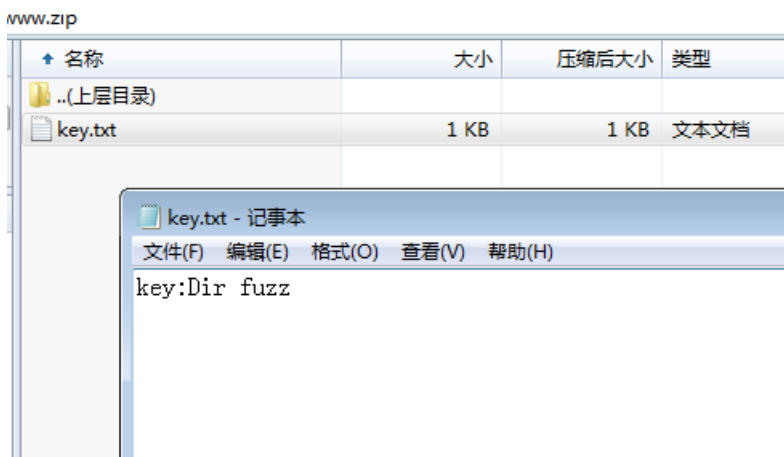 www.zip
名称 大小 压缩后大小 类型
..(上层目录)
key.txt 1 KB 1 KB 文本文档
key.txt - 记事本
文件(F) 编辑(E) 格式(O) 查看(V) 帮助(H)
key:Dir fuzz